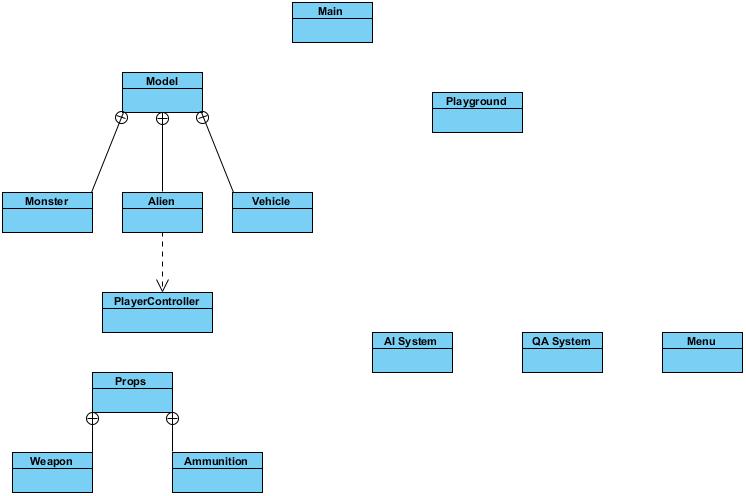 Main
Model
Playground
Monster
Alien
Vehicle
PlayerController
AI System
QA System
Menu
Props
Weapon
Ammunition